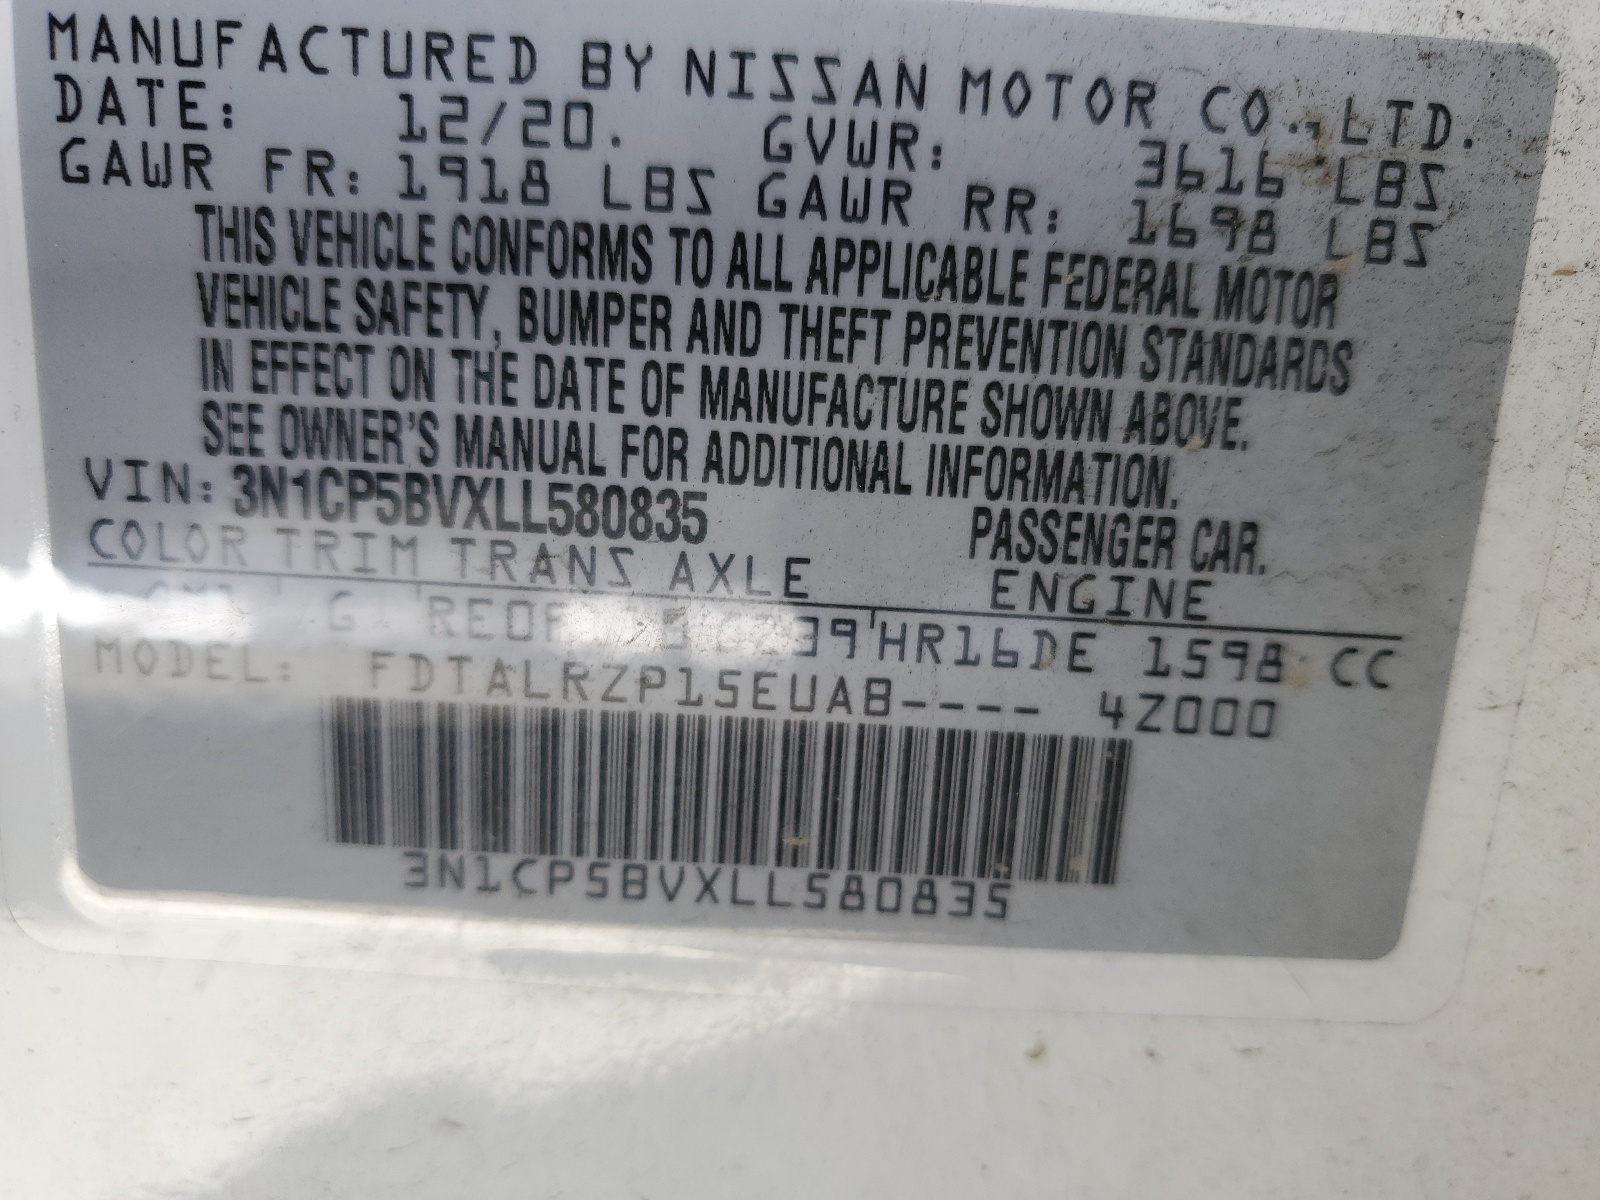 MANUFACTURED BY NISSAN MOTOR CO.,LTD.
DATE: 12/20. GVWR: 3616 LBS
GAWR FR: 1918 LBS GAWR RR: 1698 LBS
THIS VEHICLE CONFORMS TO ALL APPLICABLE FEDERAL MOTOR
VEHICLE SAFETY, BUMPER AND THEFT PREVENTION STANDARDS
IN EFFECT ON THE DATE OF MANUFACTURE SHOWN ABOVE.
SEE OWNER'S MANUAL FOR ADDITIONAL INFORMATION.
VIN: 3N1CP5BVXLL580835 PASSENGER CAR.
COLOR TRIM TRANS AXLE ENGINE
G HR16DE 1598 CC
MODEL: FDTALRZP15EUAB---- 4Z000
3N1CP5BVXLL580835